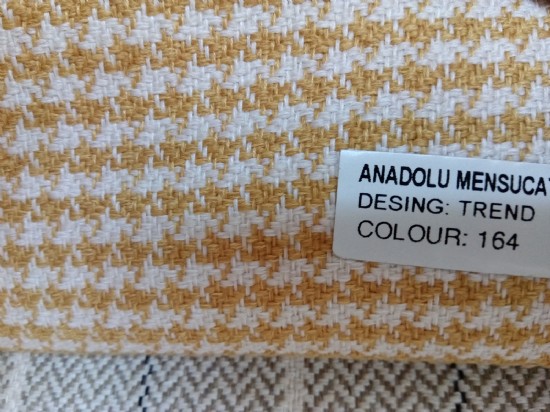 ANADOLU MENSUCAT
DESING: TREND
COLOUR: 164